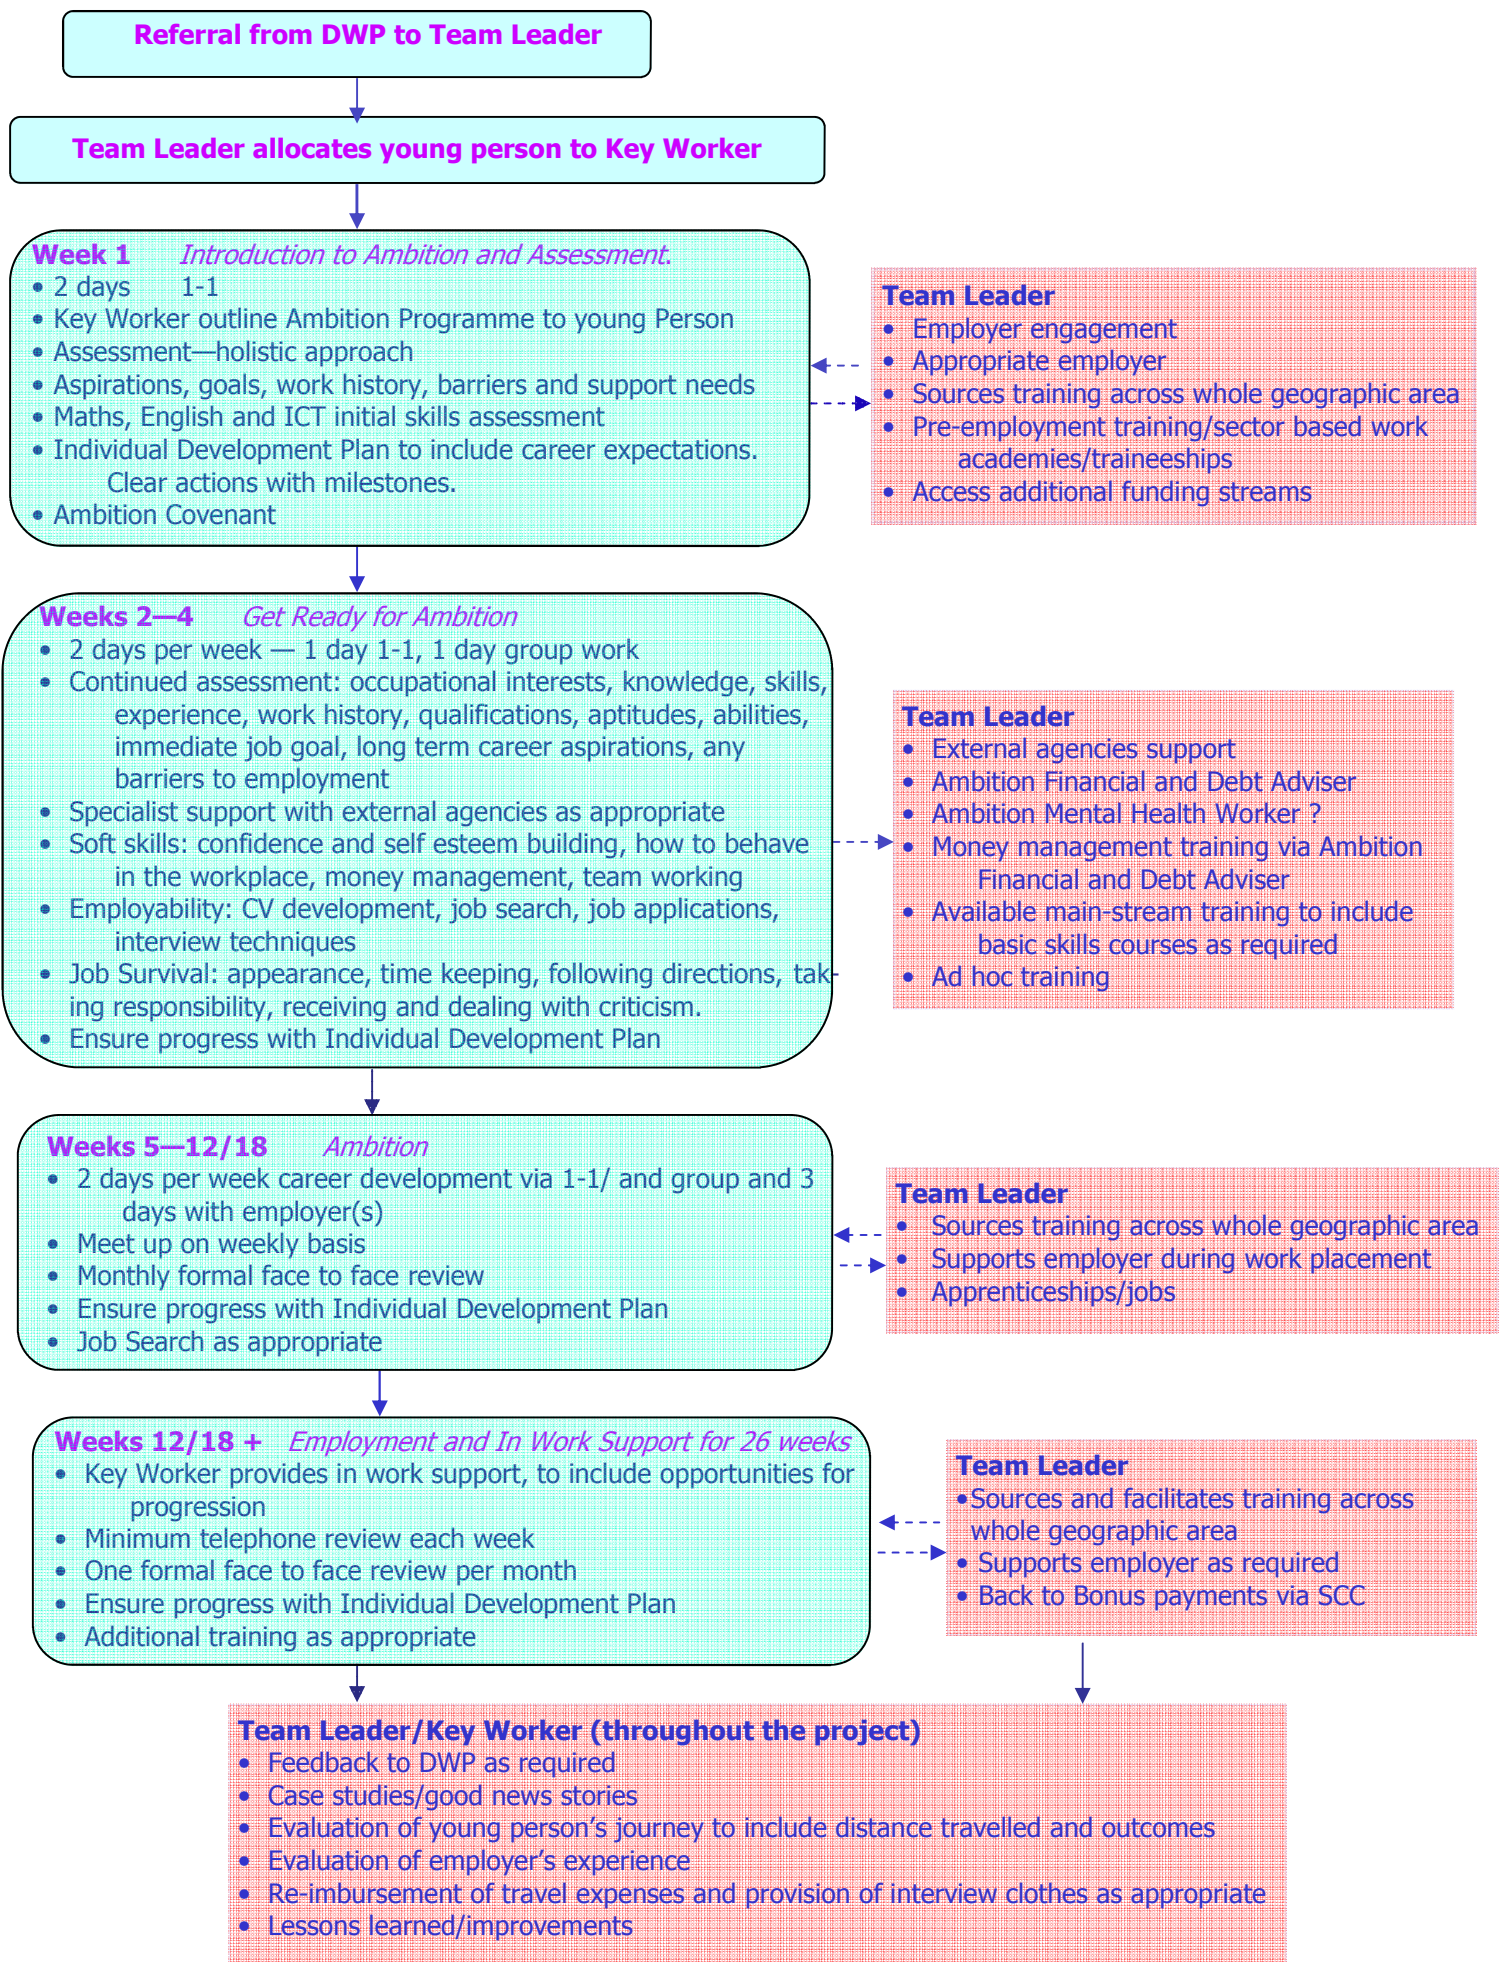 Referral from DWP to Team Leader
Team Leader allocates young person to Key Worker
Week 1 Introduction to Ambition and Assessment.
• 2 days 1-1
• Key Worker outline Ambition Programme to young Person
• Assessment—holistic approach
• Aspirations, goals, work history, barriers and support needs
• Maths, English and ICT initial skills assessment
• Individual Development Plan to include career expectations.
Clear actions with milestones.
• Ambition Covenant
Team Leader
• Employer engagement
• Appropriate employer
• Sources training across whole geographic area
• Pre-employment training/sector based work
academies/traineeships
• Access additional funding streams
Weeks 2—4 Get Ready for Ambition
• 2 days per week — 1 day 1-1, 1 day group work
• Continued assessment: occupational interests, knowledge, skills,
experience, work history, qualifications, aptitudes, abilities,
immediate job goal, long term career aspirations, any
barriers to employment
• Specialist support with external agencies as appropriate
• Soft skills: confidence and self esteem building, how to behave
in the workplace, money management, team working
• Employability: CV development, job search, job applications,
interview techniques
• Job Survival: appearance, time keeping, following directions, tak-
ing responsibility, receiving and dealing with criticism.
• Ensure progress with Individual Development Plan
Team Leader
• External agencies support
• Ambition Financial and Debt Adviser
• Ambition Mental Health Worker ?
• Money management training via Ambition
Financial and Debt Adviser
• Available main-stream training to include
basic skills courses as required
• Ad hoc training
Weeks 5—12/18 Ambition
• 2 days per week career development via 1-1/ and group and 3
days with employer(s)
• Meet up on weekly basis
• Monthly formal face to face review
• Ensure progress with Individual Development Plan
• Job Search as appropriate
Team Leader
• Sources training across whole geographic area
• Supports employer during work placement
• Apprenticeships/jobs
Weeks 12/18 + Employment and In Work Support for 26 weeks
• Key Worker provides in work support, to include opportunities for
progression
• Minimum telephone review each week
• One formal face to face review per month
• Ensure progress with Individual Development Plan
• Additional training as appropriate
Team Leader
•Sources and facilitates training across
whole geographic area
• Supports employer as required
• Back to Bonus payments via SCC
Team Leader/Key Worker (throughout the project)
• Feedback to DWP as required
• Case studies/good news stories
• Evaluation of young person’s journey to include distance travelled and outcomes
• Evaluation of employer’s experience
• Re-imbursement of travel expenses and provision of interview clothes as appropriate
• Lessons learned/improvements